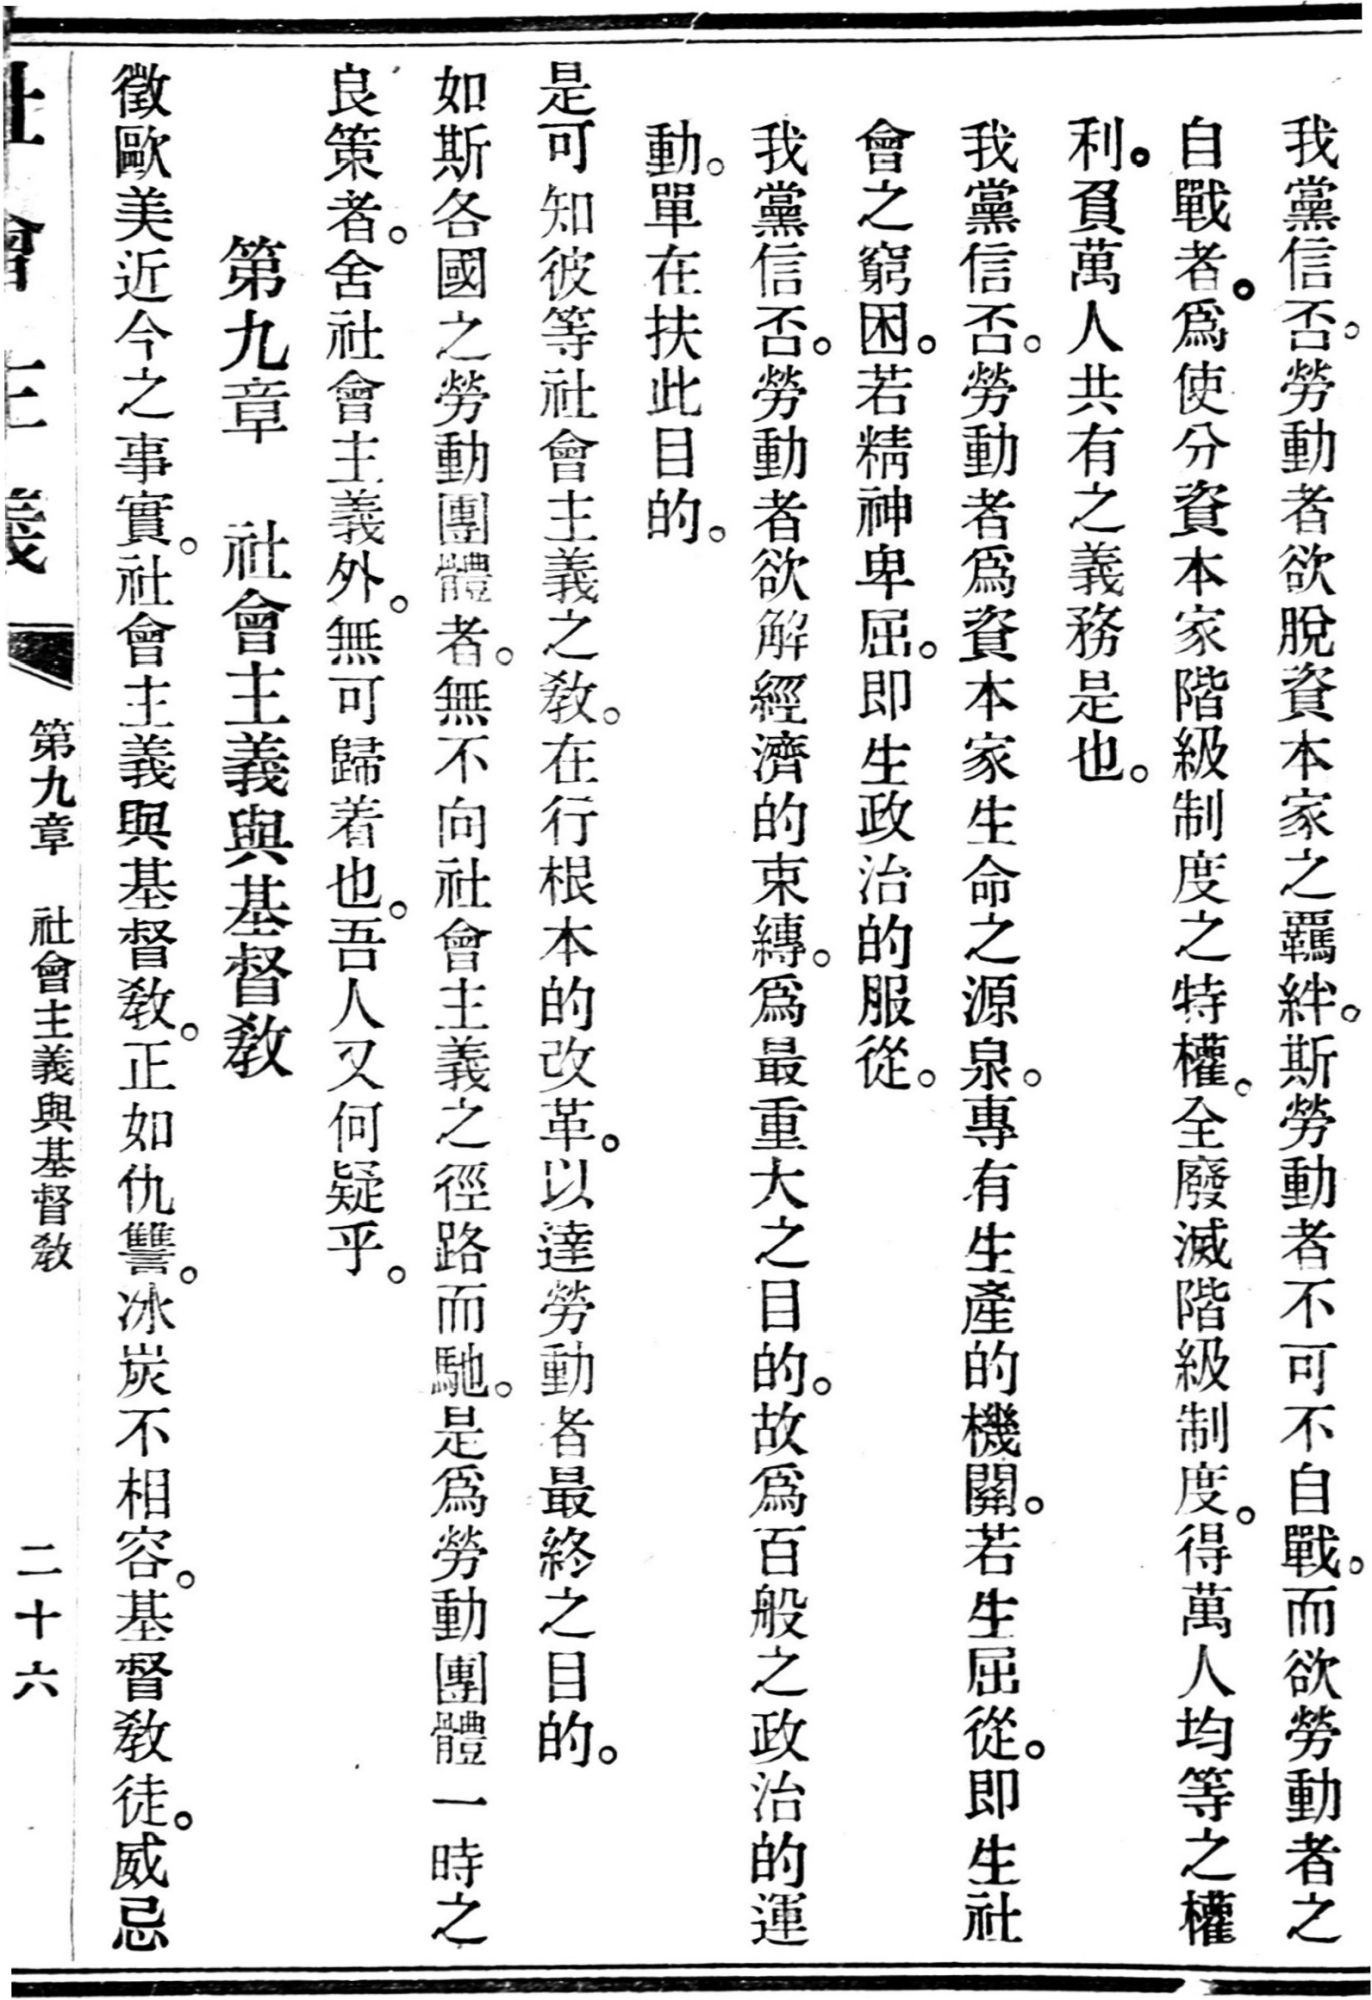 我黨信否。勞動者欲脫資本家之羈絆。斯勞動者不可不自戰。而欲勞動者之
自戰者。爲使分資本家階級制度之特權。全廢滅階級制度。得萬人均等之權
利。負萬人共有之義務是也。
我黨信否。勞動者爲資本家生命之源泉。專有生產的機關。若生屈從。即生社
會之窮困。若精神卑屈。即生政治的服從。
我黨信否。勞動者欲解經濟的束縛。爲最重大之目的。故爲百般之政治的運
動。單在扶此目的。
是可知彼等社會主義之敎。在行根本的改革。以達勞動者最終之目的。
如斯各國之勞動團體者。無不向社會主義之徑路而馳。是爲勞動團體一時之
良策者。舍社會主義外。無可歸着也。吾人又何疑乎。
第九章 社會主義與基督敎
徵歐美近今之事實。社會主義與基督敎。正如仇讐。冰炭不相容。基督敎徒。威忌
社會主義
第九章 社會主義與基督敎
二十六